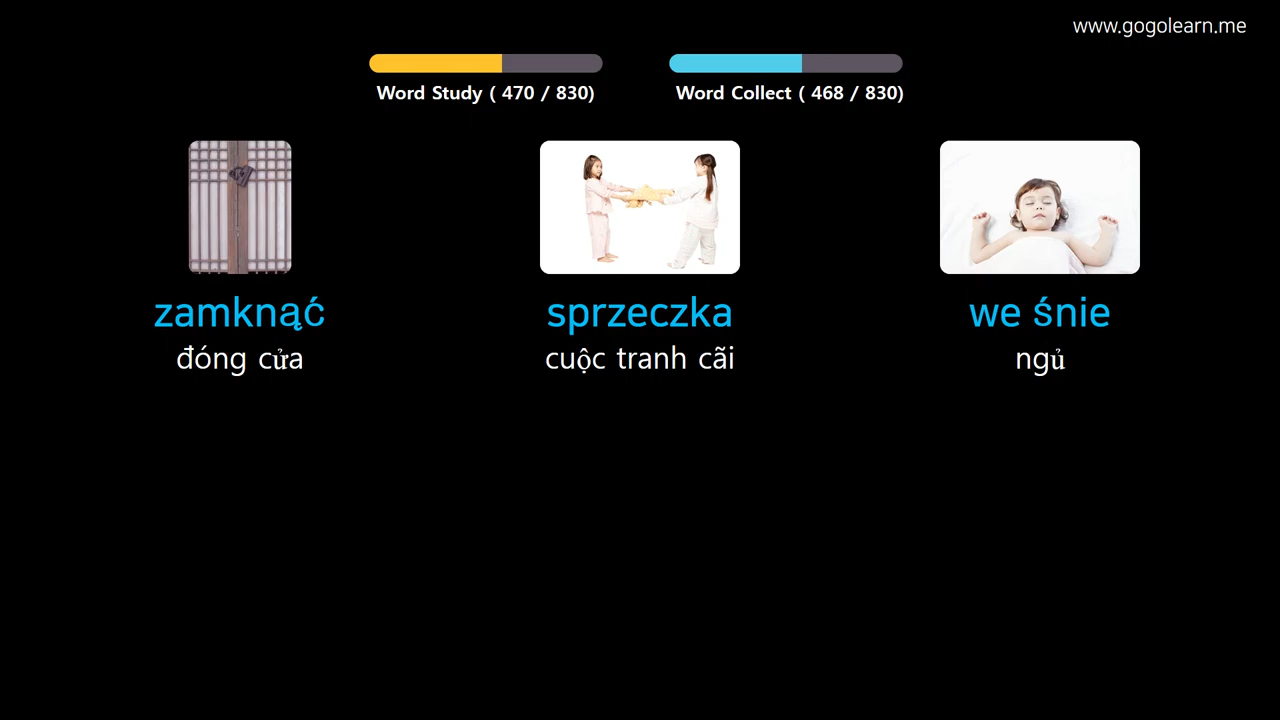 www.gogolearn.me
Word Study ( 470 / 830)
Word Collect ( 468 / 830)
zamknąć
sprzeczka
we śnie
đóng cửa
cuộc tranh cãi
ngủ